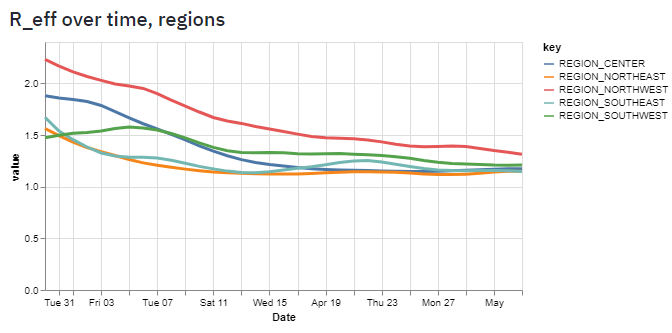 R_eff over time, regions
key
REGION_CENTER
REGION_NORTHEAST
REGION_NORTHWEST
REGION_SOUTHEAST
REGION_SOUTHWEST
value
2.0
1.5
1.0
0.5
0.0
Tue 31 Fri 03 Tue 07 Sat 11 Wed 15 Apr 19 Thu 23 Mon 27 May
Date